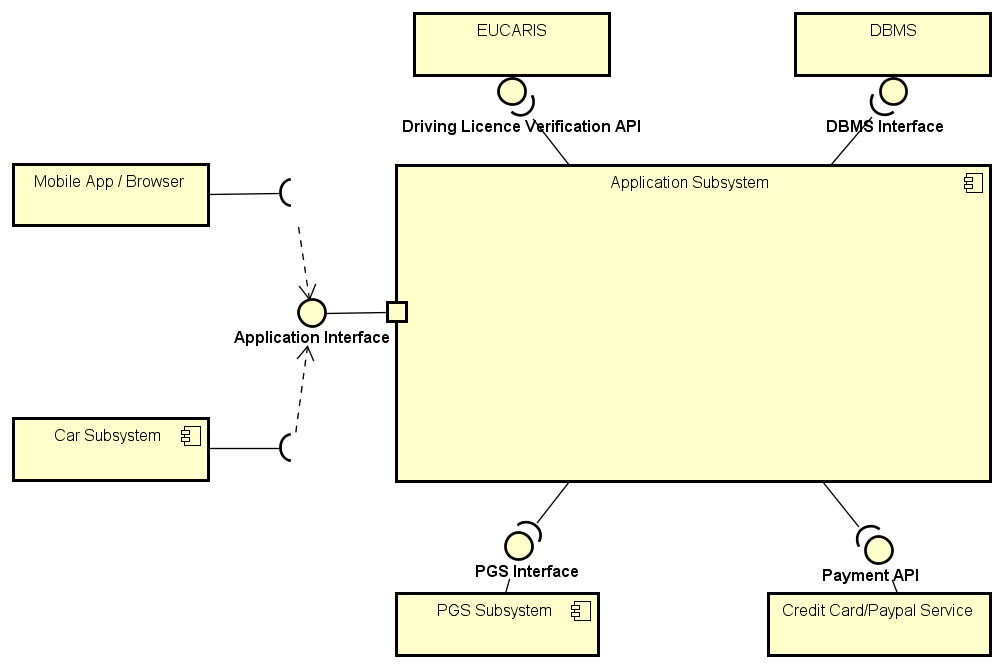 EUCARIS
DBMS
Driving Licence Verification API
DBMS Interface
Mobile App / Browser
Application Subsystem
Application Interface
Car Subsystem
PGS Interface
Payment API
PGS Subsystem
Credit Card/Paypal Service